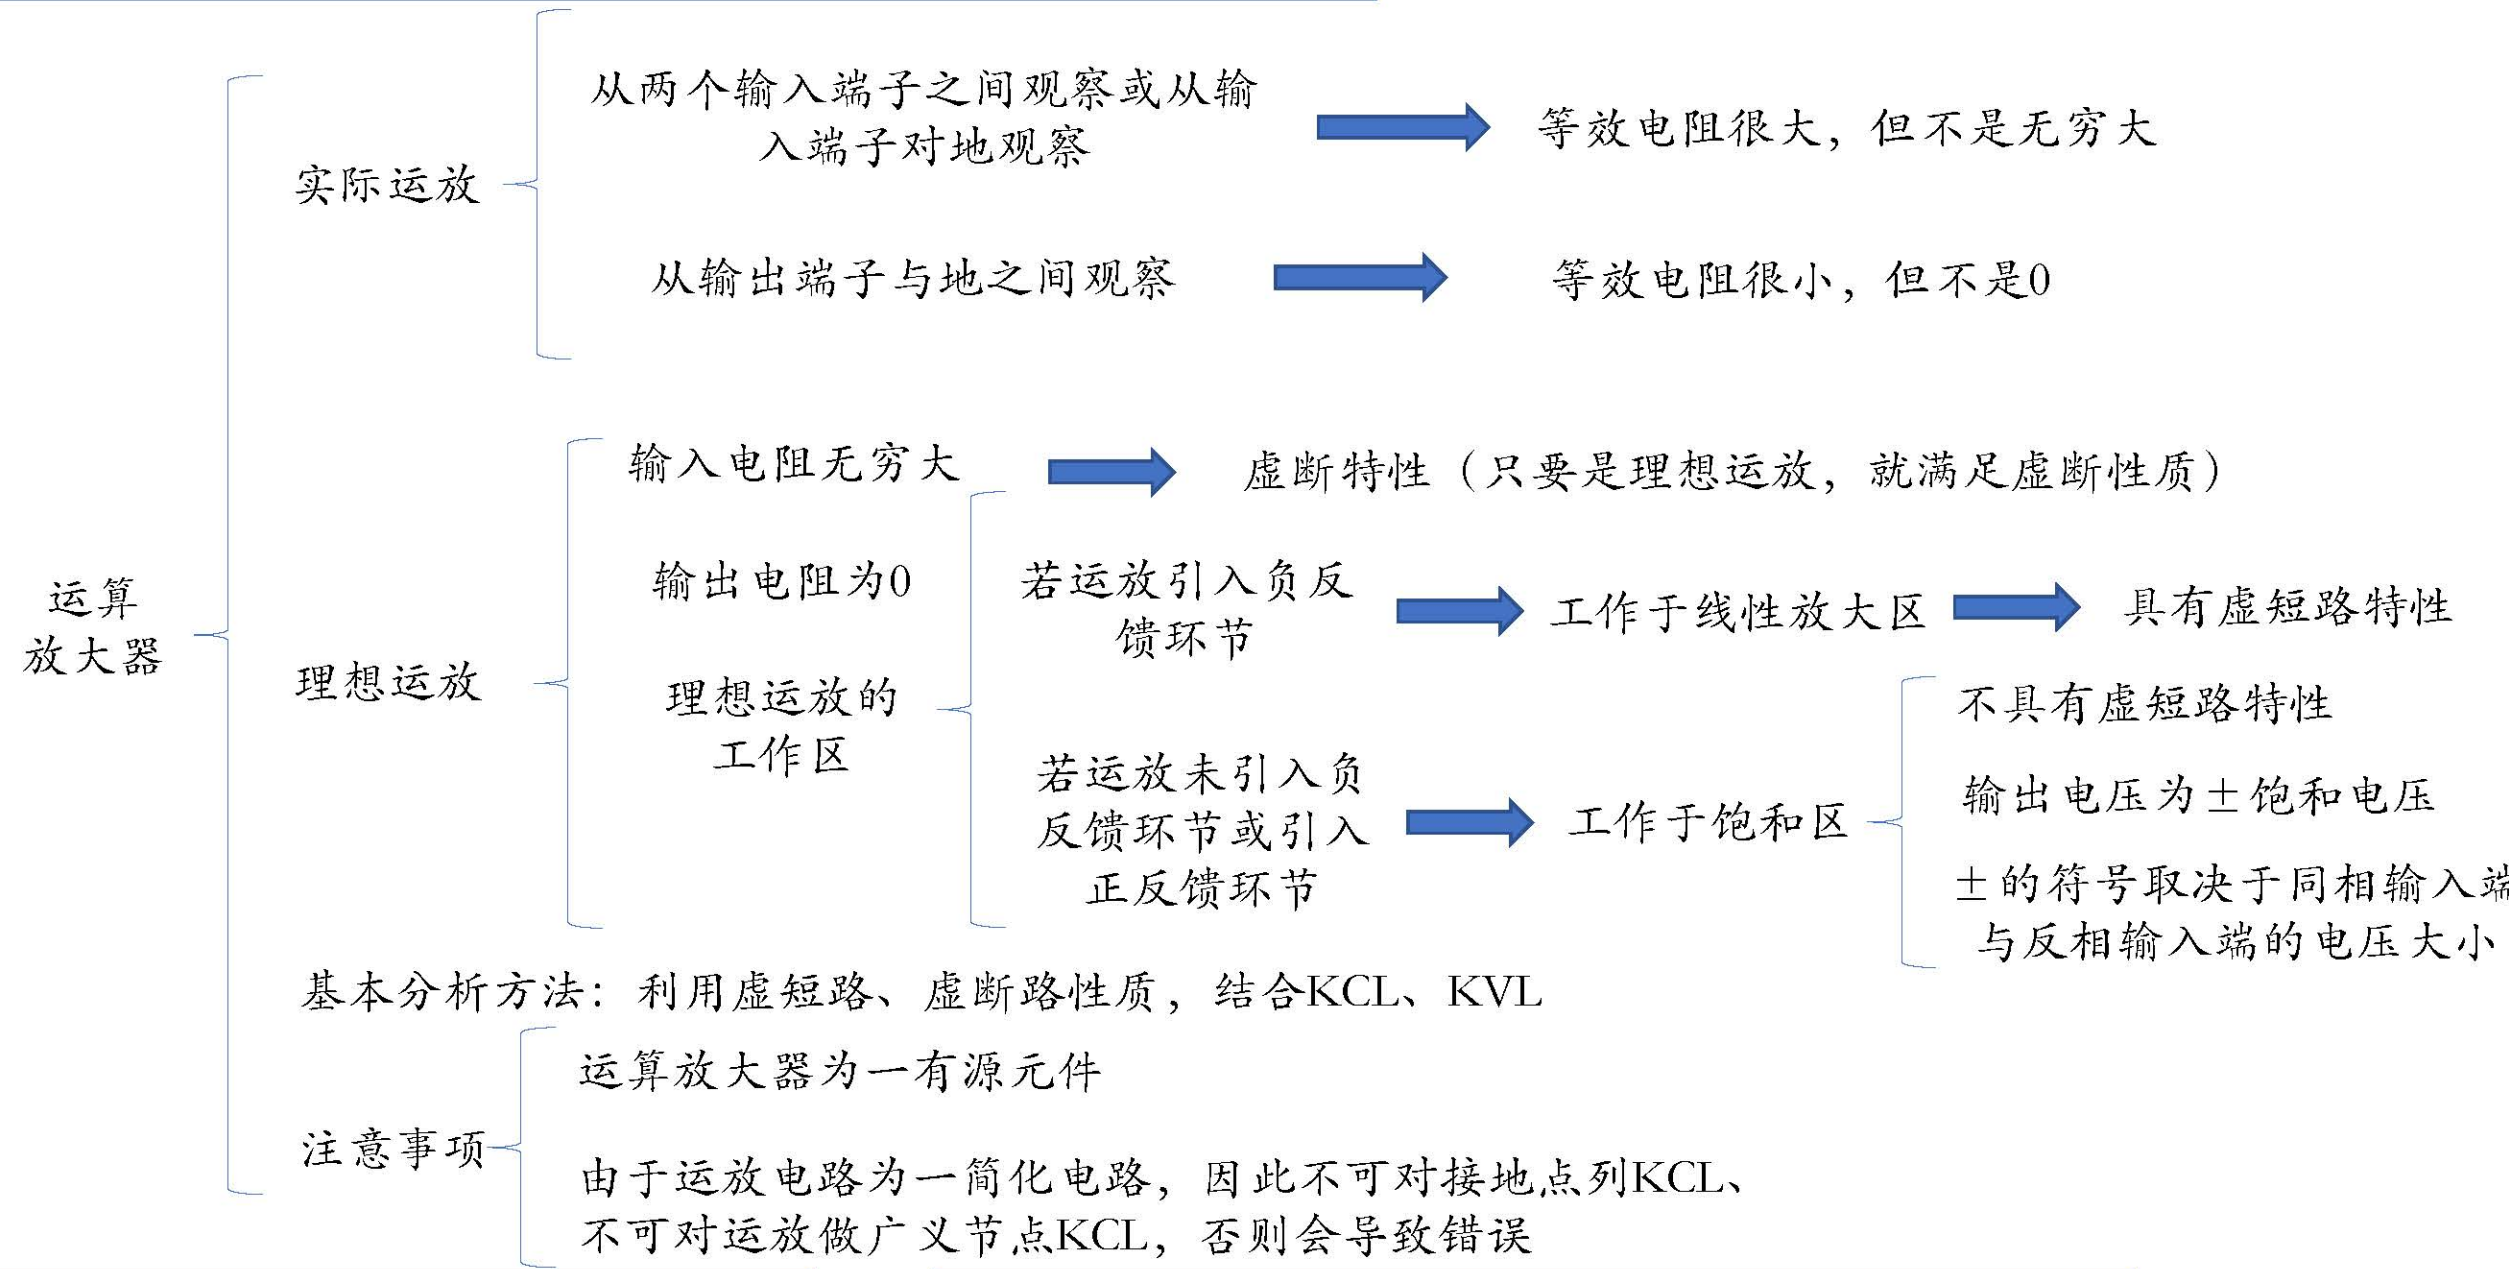 运算
放大器
实际运放
从两个输入端子之间观察或从输
入端子对地观察
等效电阻很大，但不是无穷大
从输出端子与地之间观察
等效电阻很小，但不是0
理想运放
输入电阻无穷大
虚断特性（只要是理想运放，就满足虚断性质）
输出电阻为0
理想运放的
工作区
若运放引入负反
馈环节
工作于线性放大区
具有虚短路特性
若运放未引入负
反馈环节或引入
正反馈环节
工作于饱和区
不具有虚短路特性
输出电压为±饱和电压
±的符号取决于同相输入端
与反相输入端的电压大小
基本分析方法：利用虚短路、虚断路性质，结合KCL、KVL
注意事项
运算放大器为一有源元件
由于运放电路为一简化电路，因此不可对接地点列KCL、
不可对运放做广义节点KCL，否则会导致错误